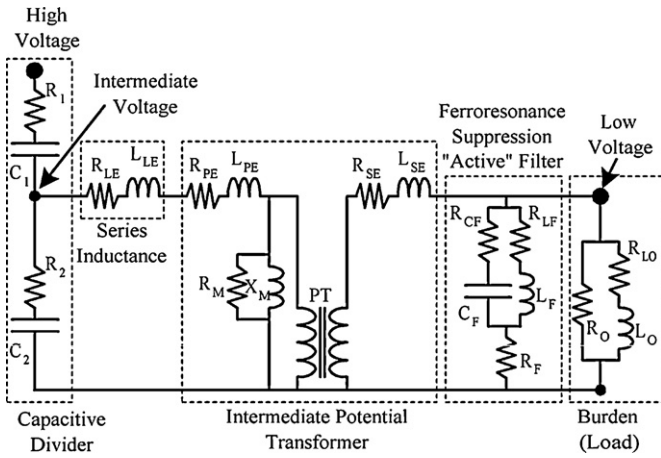 High
Voltage
Intermediate
Voltage
Ferroresonance
Suppression
"Active" Filter
Low
Voltage
R1
C1
RLE
LLE
RPE
LPE
RSE
LSE
Series
Inductance
RCF
RLF
RLO
R2
C2
RM
XM
PT
CF
LF
RF
RO
LO
Capacitive
Divider
Intermediate Potential
Transformer
Burden
(Load)